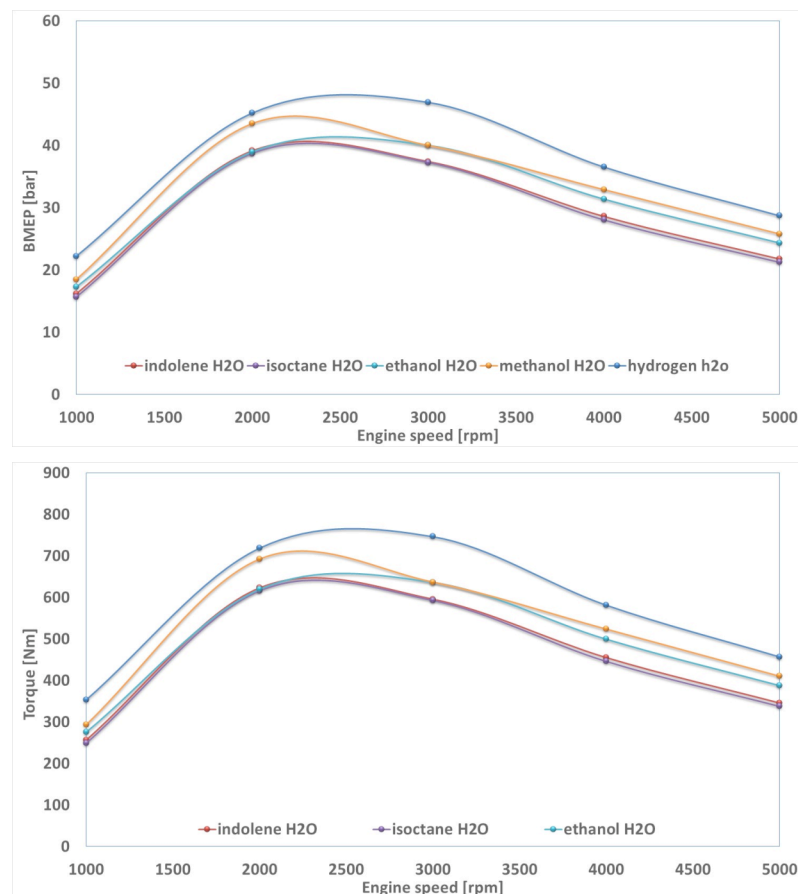 60
50
40
30
20
10
0
BMEP [bar]
indolene H2O isoctane H2O ethanol H2O methanol H2O hydrogen h2o
1000 1500 2000 2500 3000 3500 4000 4500 5000
Engine speed [rpm]
900
800
700
600
500
400
300
200
100
0
Torque [Nm]
indolene H2O isoctane H2O ethanol H2O
1000 1500 2000 2500 3000 3500 4000 4500 5000
Engine speed [rpm]